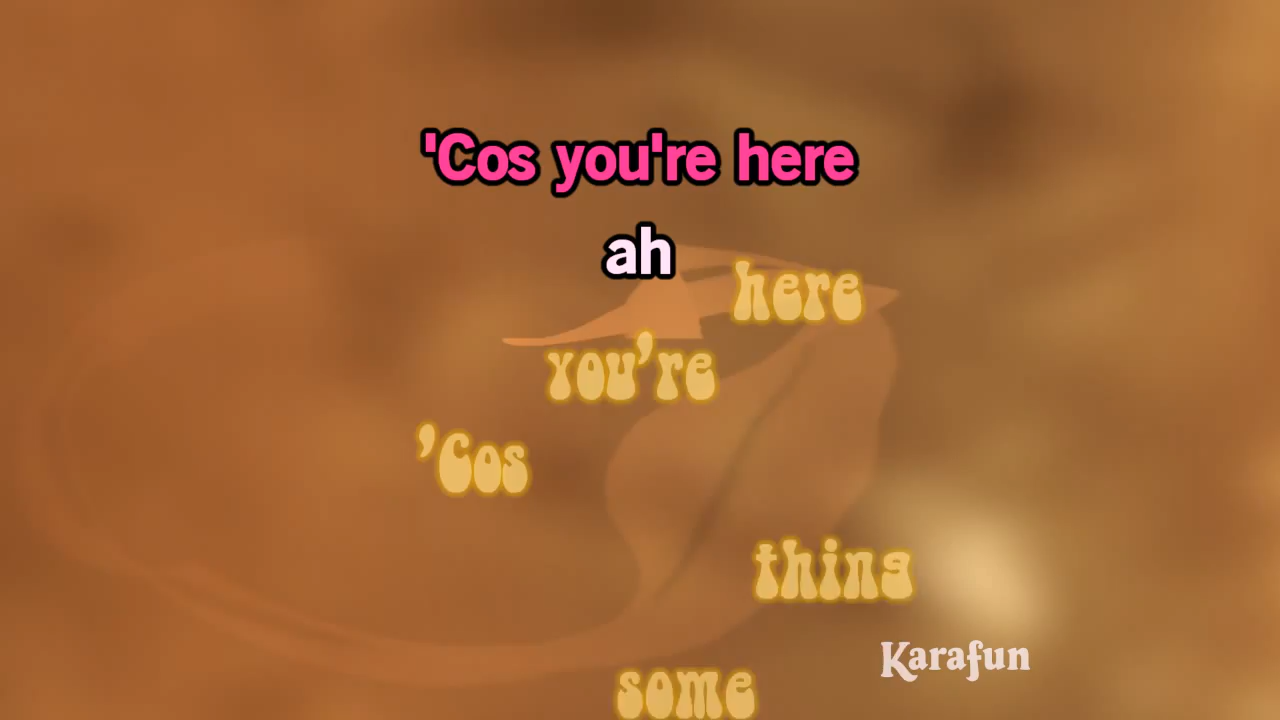 'Cos you're here
ah
here
you're
'Cos
thing
Karafun
some